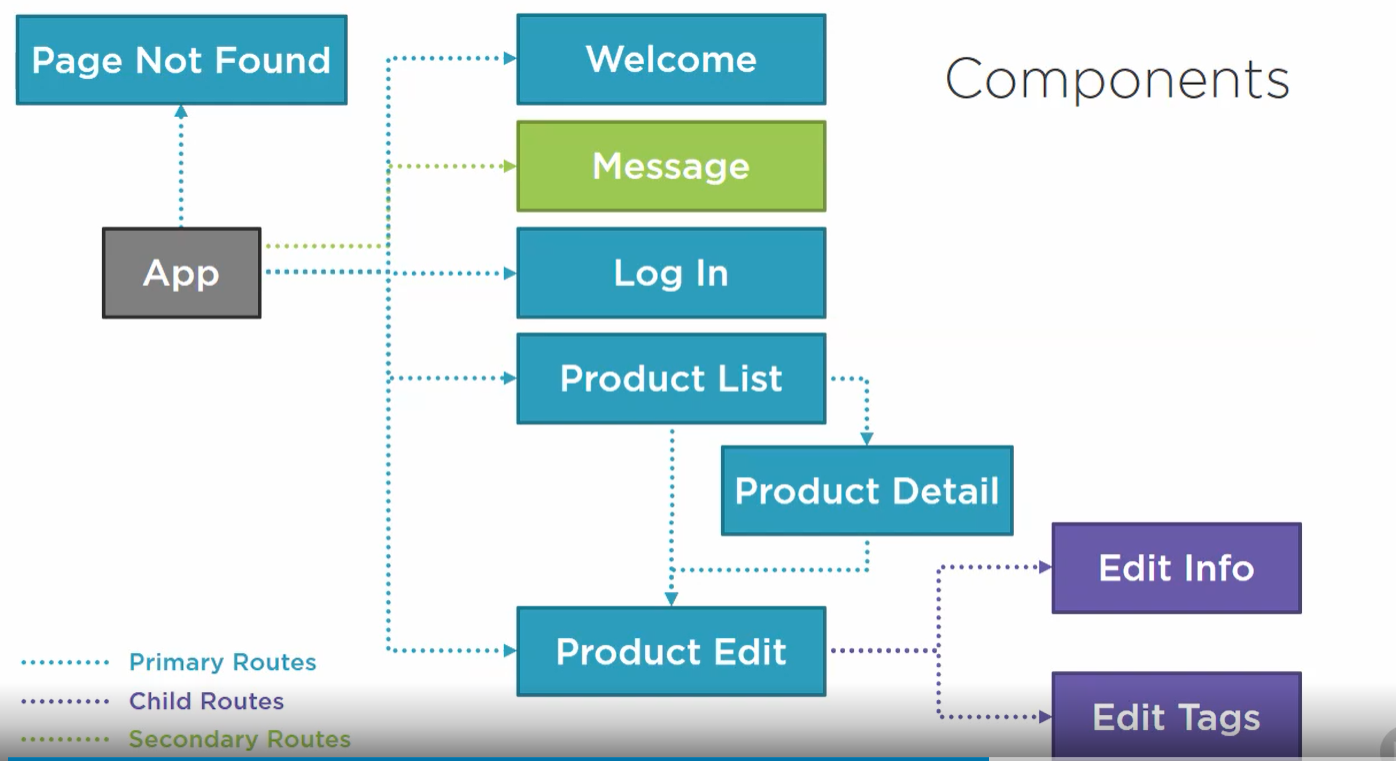 Page Not Found
Welcome
Components
Message
App
Log In
Product List
Product Detail
Edit Info
Product Edit
Primary Routes
Child Routes
Edit Tags
Secondary Routes